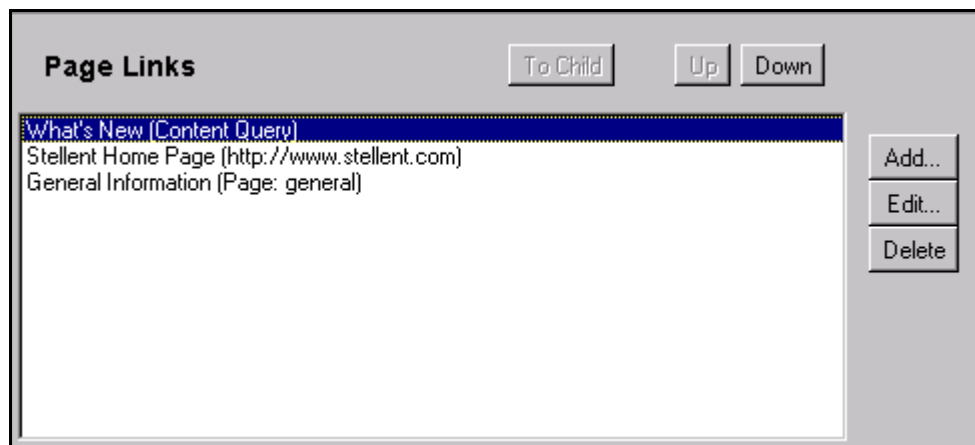 Page Links
To Child
Up
Down
What's New (Content Query)
Stellent Home Page (http://www.stellent.com)
General Information (Page: general)
Add...
Edit...
Delete